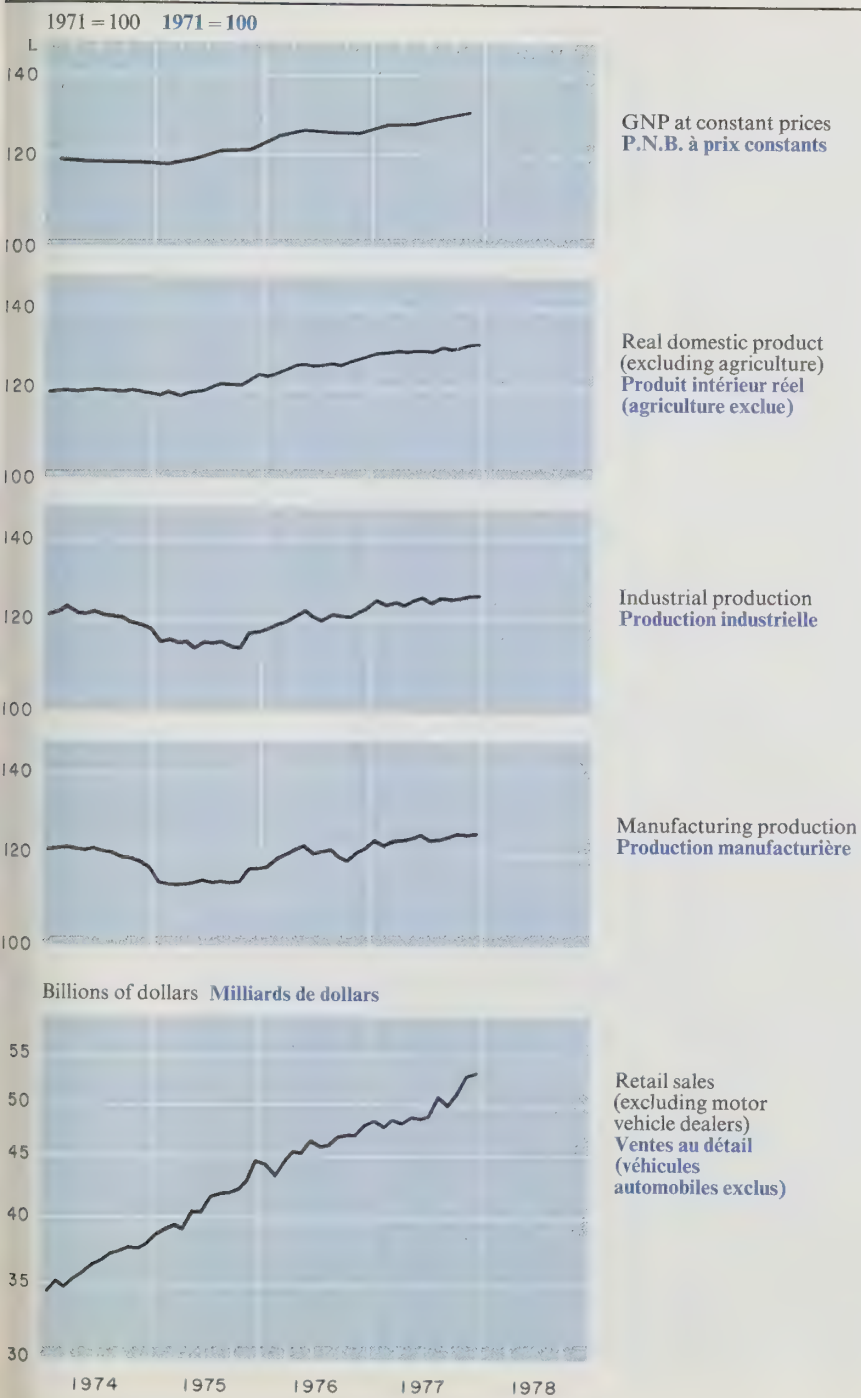 1971 = 100 1971 = 100
L
140
120
100
GNP at constant prices
P.N.B. à prix constants
140
120
100
Real domestic product
(excluding agriculture)
Produit intérieur réel
(agriculture exclue)
140
120
100
Industrial production
Production industrielle
140
120
100
Manufacturing production
Production manufacturière
Billions of dollars Milliards de dollars
55
50
45
40
35
30
Retail sales
(excluding motor
vehicle dealers)
Ventes au détail
(véhicules
automobiles exclus)
1974 1975 1976 1977 1978